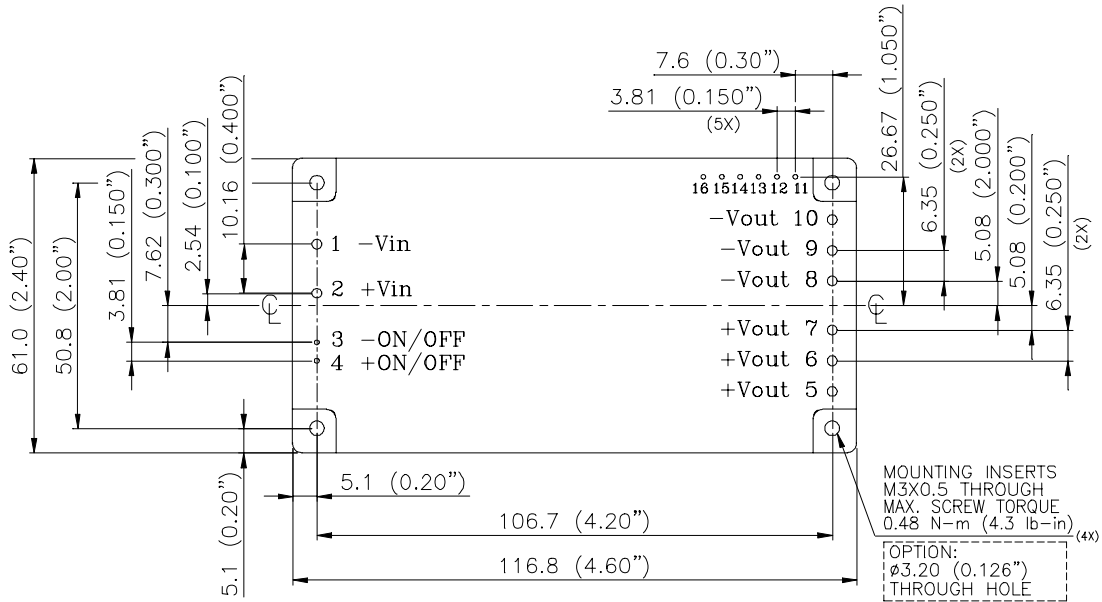 7.6 (0.30”)
3.81 (0.150”)
(5X)
26.67 (1.050”)
6.35 (0.250”)
(2X)
5.08 (2.000”)
5.08 (0.200”)
6.35 (0.250”)
(2X)
61.0 (2.40”)
50.8 (2.00”)
3.81 (0.150”)
7.62 (0.300”)
2.54 (0.100”)
10.16 (0.400”)
16 15 14 13 12 11
-Vout 10
1 -Vin
-Vout 9
-Vout 8
2 +Vin
℄
℄
3 -ON/OFF
4 +ON/OFF
+Vout 7
+Vout 6
+Vout 5
5.1 (0.20”)
5.1 (0.20”)
106.7 (4.20”)
116.8 (4.60”)
MOUNTING INSERTS
M3X0.5 THROUGH
MAX. SCREW TORQUE
0.48 N-m (4.3 lb-in)
(4X)
OPTION:
ø3.20 (0.126”)
THROUGH HOLE